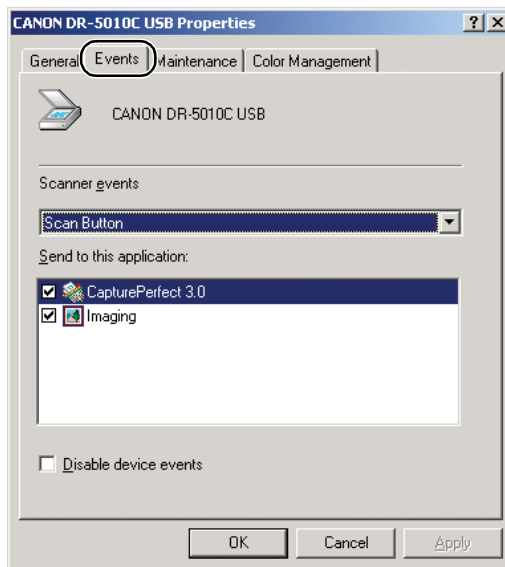 CANON DR-5010C USB Properties
General Events Maintenance Color Management
CANON DR-5010C USB
Scanner events
Scan Button
Send to this application:
CapturePerfect 3.0
Imaging
Disable device events
OK Cancel Apply